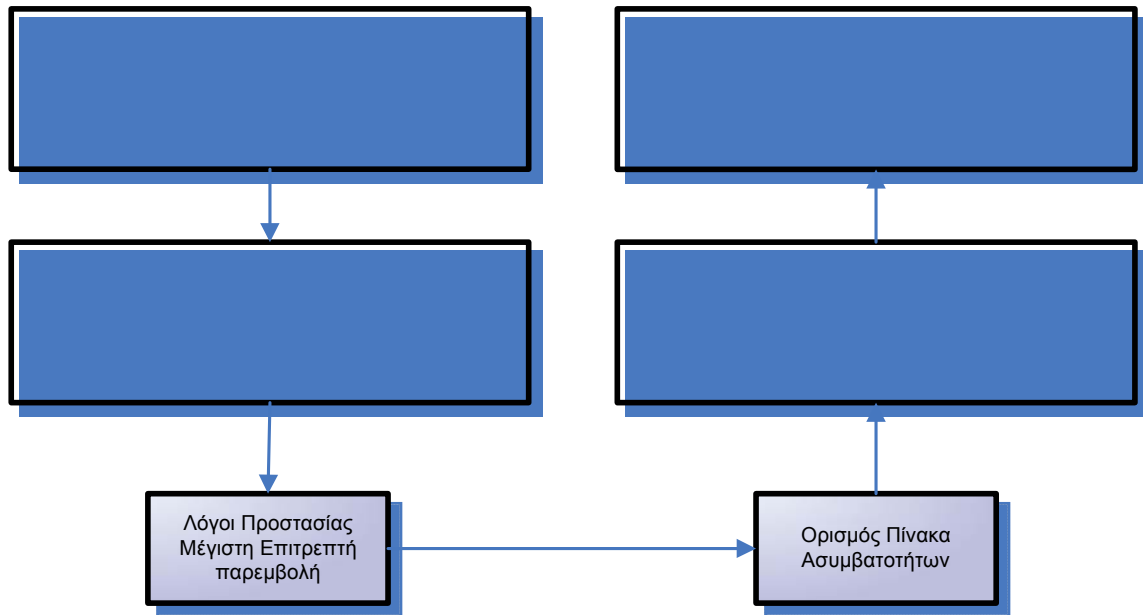 Λόγοι Προστασίας
Μέγιστη Επιτρεπτή
παρεμβολή
Ορισμός Πίνακα
Ασυμβατοτήτων